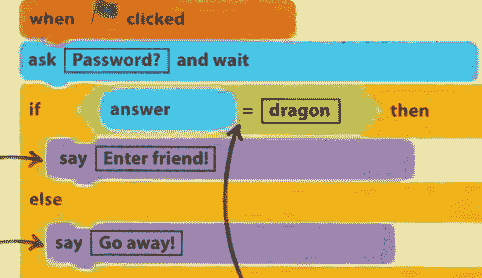 when clicked
ask Password? and wait
if answer = dragon then
say Enter friend!
else
say Go away!